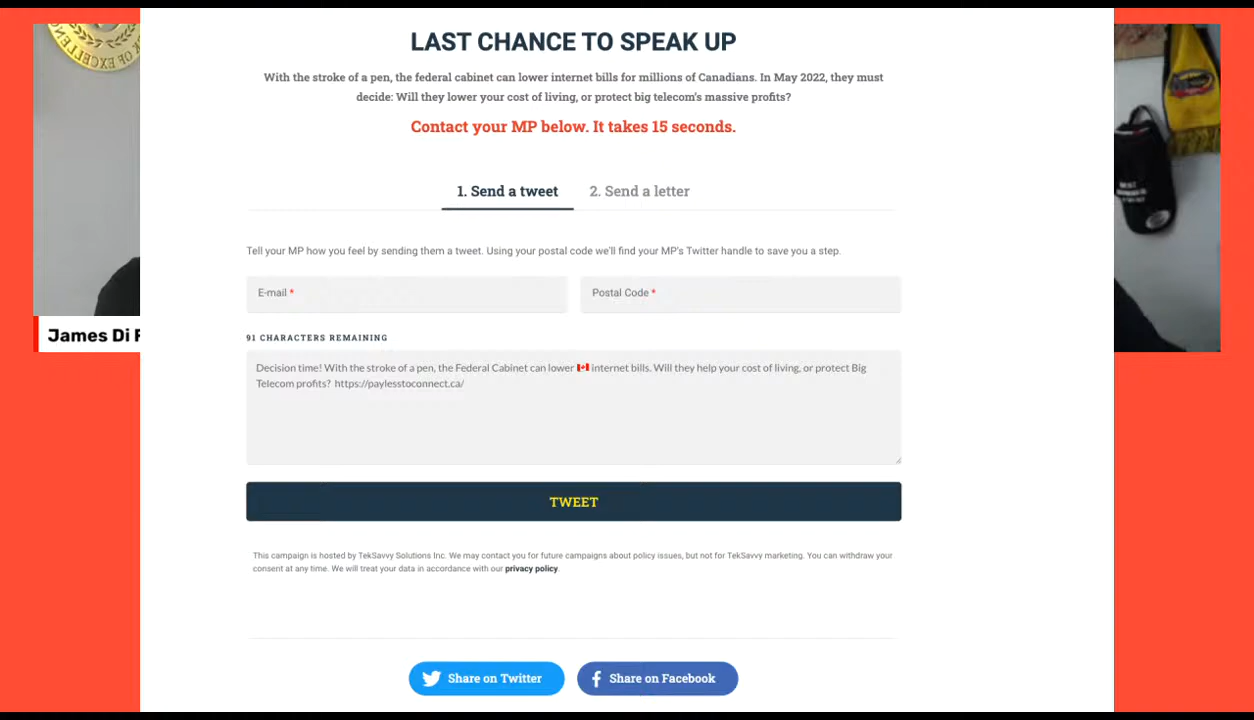 LAST CHANCE TO SPEAK UP
With the stroke of a pen, the federal cabinet can lower internet bills for millions of Canadians. In May 2022, they must
decide: Will they lower your cost of living, or protect big telecom's massive profits?
Contact your MP below. It takes 15 seconds.
1. Send a tweet 2. Send a letter
Tell your MP how you feel by sending them a tweet. Using your postal code we'll find your MP's Twitter handle to save you a step.
E-mail * Postal Code *
James Di
91 CHARACTERS REMAINING
Decision time! With the stroke of a pen, the Federal Cabinet can lower 🇨🇦 internet bills. Will they help your cost of living, or protect Big
Telecom profits? https://paylesstoconnect.ca/
TWEET
This campaign is hosted by TekSavvy Solutions Inc. We may contact you for future campaigns about policy issues, but not for TekSavvy marketing. You can withdraw your
consent at any time. We will treat your data in accordance with our privacy policy.
Share on Twitter Share on Facebook